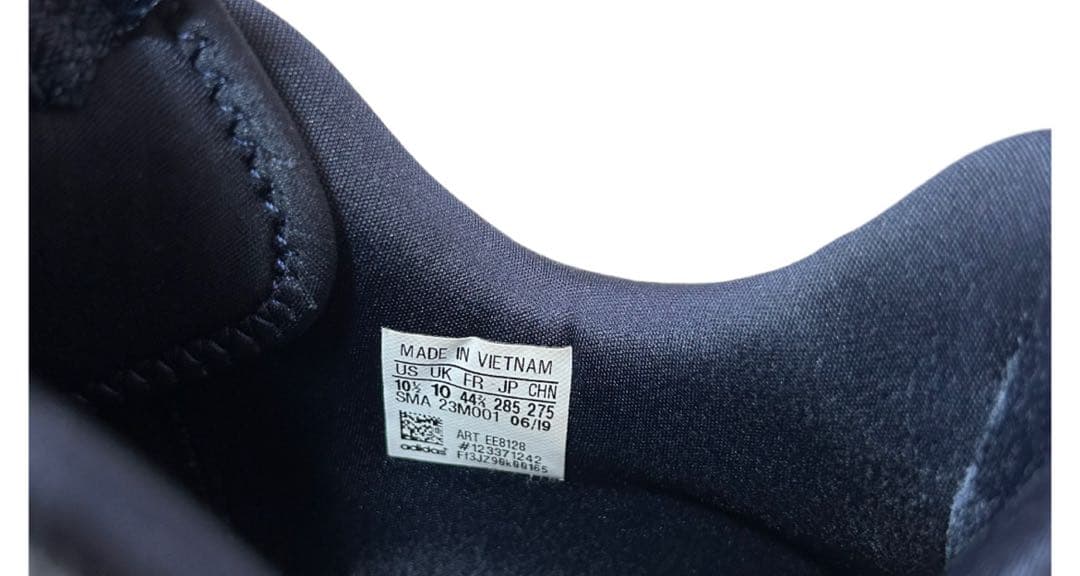 MADE IN VIETNAM
US UK FR JP CHN
10½ 10 44⅔ 285 275
SMA 23M001 06/19
ART EE8128
#123371242
adidas
Ff3JZ90k00165